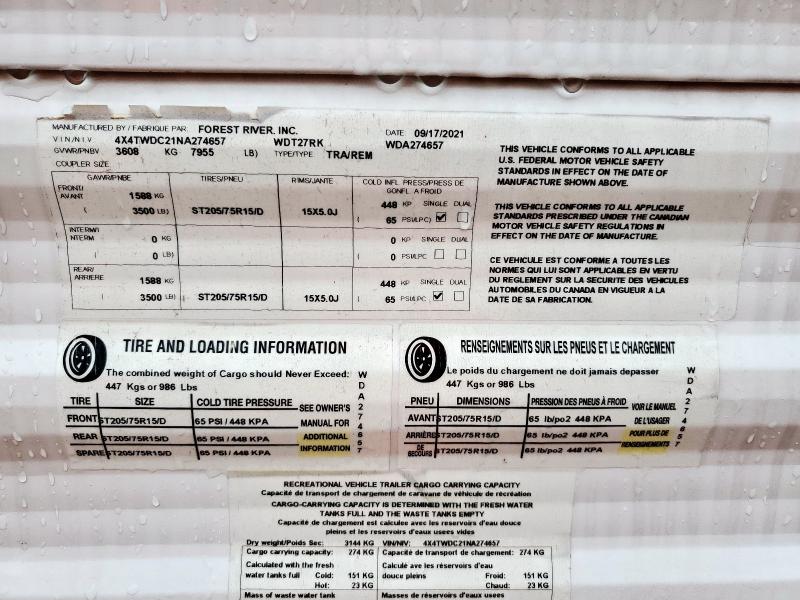 MANUFACTURED BY / FABRIQUE PAR: FOREST RIVER, INC. DATE 09/17/2021
VIN/NIV 4X4TWDC21NA274657 WDT27RK WDA274657
GVWR/PNBV 3608 KG 7955 LB) TYPE/TYPE TRA/REM
COUPLER SIZE
GAWR/PNBE TIRES/PNEU RIMS/JANTE COLD INFL PRESS/PRESS DE
GONFL A FROID
FRONT/
AVANT 1588 KG 448 KP SINGLE DUAL
( 3500 LB) ST205/75R15/D 15X5.0J ( 65 PSI/LPC)
INTERM/
NTERM 0 KG 0 KP SINGLE DUAL
( 0 LB) ( 0 PSI/LPC
REAR/
ARRIERE 1588 KG 448 KP SINGLE DUAL
( 3500 LB) ST205/75R15/D 15X5.0J ( 65 PSI/LPC
THIS VEHICLE CONFORMS TO ALL APPLICABLE
U.S. FEDERAL MOTOR VEHICLE SAFETY
STANDARDS IN EFFECT ON THE DATE OF
MANUFACTURE SHOWN ABOVE.
THIS VEHICLE CONFORMS TO ALL APPLICABLE
STANDARDS PRESCRIBED UNDER THE CANADIAN
MOTOR VEHICLE SAFETY REGULATIONS IN
EFFECT ON THE DATE OF MANUFACTURE.
CE VEHICULE EST CONFORME A TOUTES LES
NORMES QUI LUI SONT APPLICABLES EN VERTU
DU REGLEMENT SUR LA SECURITE DES VEHICULES
AUTOMOBILES DU CANADA EN VIGUEUR A LA
DATE DE SA FABRICATION.
TIRE AND LOADING INFORMATION
The combined weight of Cargo should Never Exceed:
447 Kgs or 986 Lbs
TIRE SIZE COLD TIRE PRESSURE SEE OWNER'S
MANUAL FOR
ADDITIONAL
INFORMATION
FRONT ST205/75R15/D 65 PSI / 448 KPA
REAR ST205/75R15/D 65 PSI / 448 KPA
SPARE ST205/75R15/D 65 PSI / 448 KPA
WDA274657
RENSEIGNEMENTS SUR LES PNEUS ET LE CHARGEMENT
Le poids du chargement ne doit jamais depasser
447 Kgs or 986 Lbs
PNEU DIMENSIONS PRESSION DES PNEUS À FROID VOIR LE MANUEL
DE L'USAGER
POUR PLUS DE
RENSEIGNEMENTS
AVANT ST205/75R15/D 65 lb/po2 448 KPA
ARRIÈRE ST205/75R15/D 65 lb/po2 448 KPA
DE
SECOURS ST205/75R15/D 65 lb/po2 448 KPA
WDA274657
RECREATIONAL VEHICLE TRAILER CARGO CARRYING CAPACITY
Capacité de transport de chargement de caravane de véhicule de récréation
CARGO-CARRYING CAPACITY IS DETERMINED WITH THE FRESH WATER
TANKS FULL AND THE WASTE TANKS EMPTY
Capacité de chargement est calculee avec les reservoirs d'eau douce
pleins et les reservoirs d'eaux usées vides
Dry weight/Poids Sec: 3144 KG VIN/NIV: 4X4TWDC21NA274657
Cargo carrying capacity: 274 KG Capacité de transport de chargement: 274 KG
Calculated with the fresh Calculé avec les réservoirs d'eau
water tanks full Cold: 151 KG douce pleins Froid: 151 KG
Hot: 23 KG Chaud: 23 KG
Mass of waste water tank Masses de réservoirs d'eaux usées